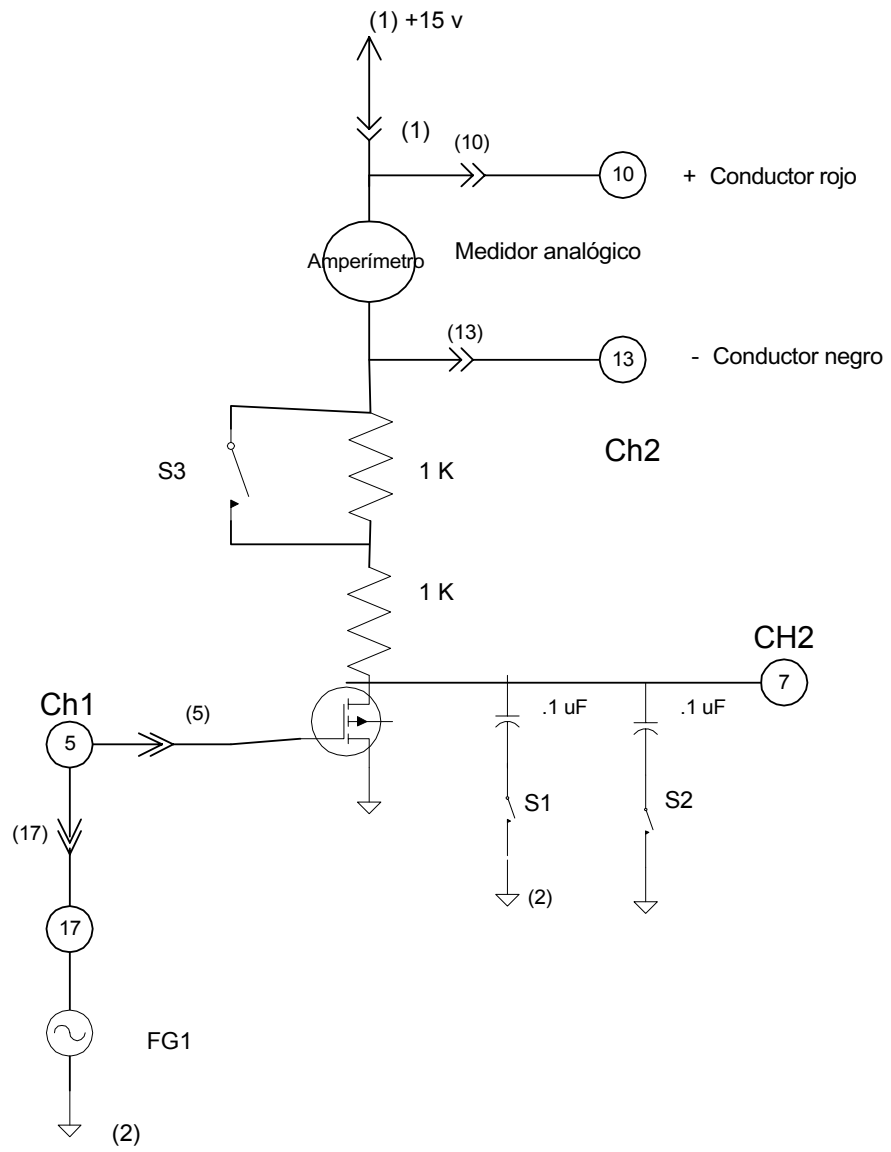 (1) +15 v
(1)
(10)
10
+ Conductor rojo
Amperímetro
Medidor analógico
(13)
13
- Conductor negro
Ch2
S3
1 K
1 K
CH2
7
Ch1
(5)
5
.1 uF
.1 uF
S1
S2
(17)
(2)
17
FG1
(2)